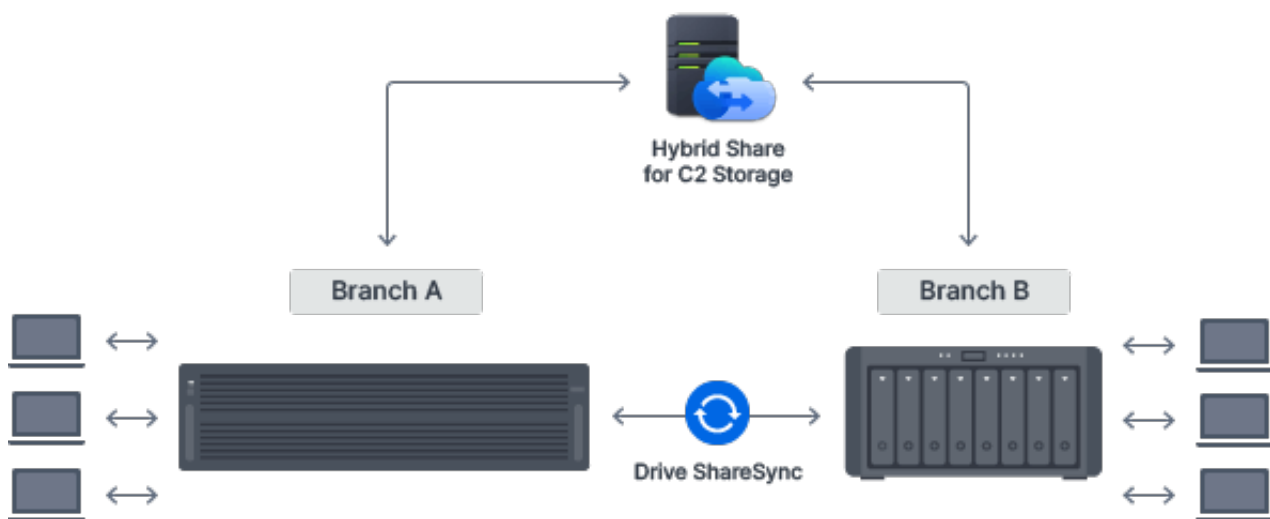 Hybrid Share
for C2 Storage
Branch A
Branch B
Drive ShareSync